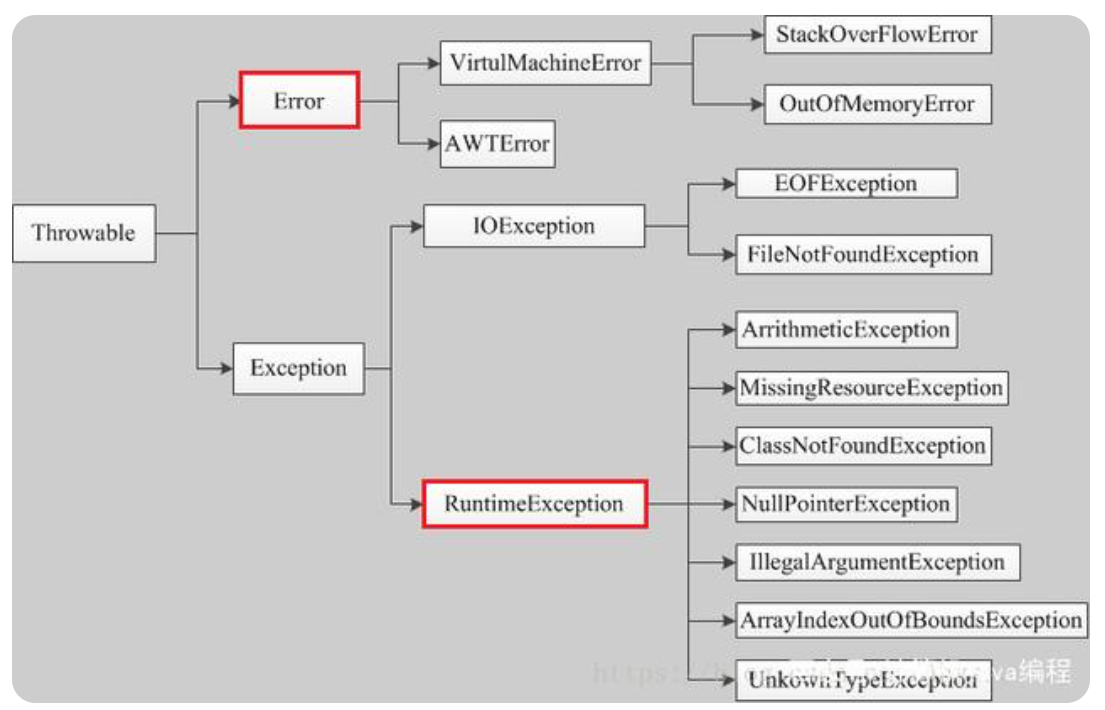 StackOverFlowError
VirtulMachineError
Error
OutOfMemoryError
AWTError
EOFException
IOException
Throwable
FileNotFoundException
ArrithmeticException
Exception
MissingResourceException
ClassNotFoundException
RuntimeException
NullPointerException
IllegalArgumentException
ArrayIndexOutOfBoundsException
UnkownTypeException